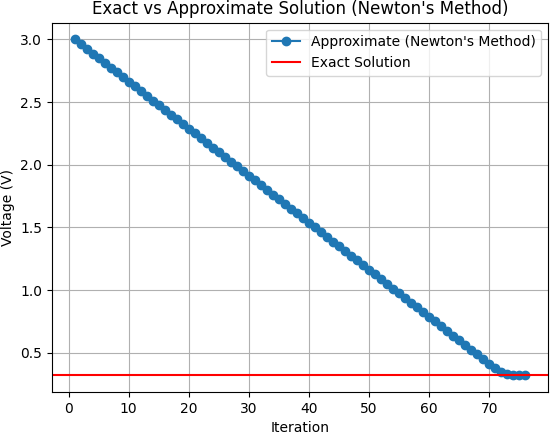 Exact vs Approximate Solution (Newton's Method)
Approximate (Newton's Method)
Exact Solution
Voltage (V)
3.0
2.5
2.0
1.5
1.0
0.5
0 10 20 30 40 50 60 70
Iteration